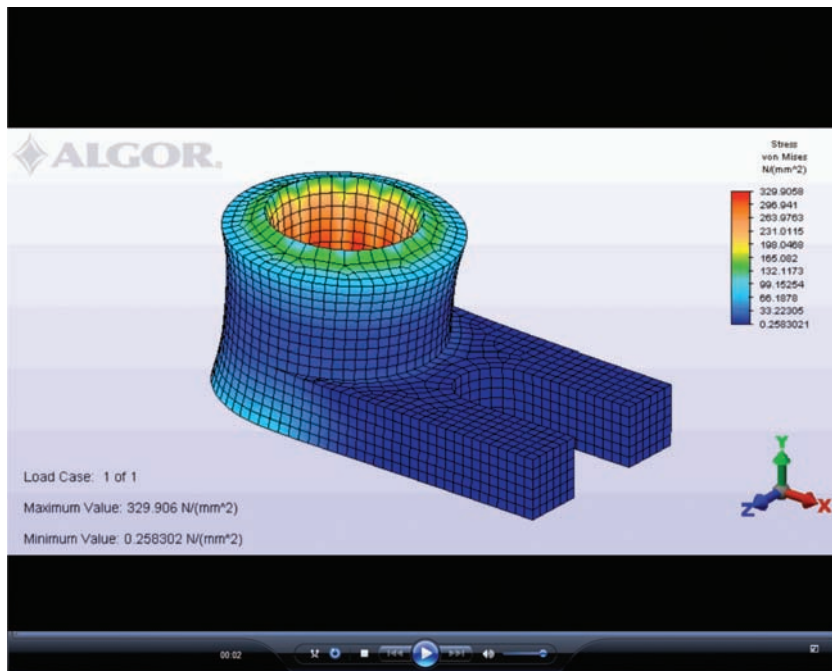 ALGOR
Stress
von Mises
N/(mm^2)
329.9058
296.941
263.9763
231.0115
198.0468
165.082
132.1173
99.15254
66.1878
33.22305
0.2583021
Load Case: 1 of 1
Maximum Value: 329.906 N/(mm^2)
Minimum Value: 0.258302 N/(mm^2)
Y
Z
X
00:02